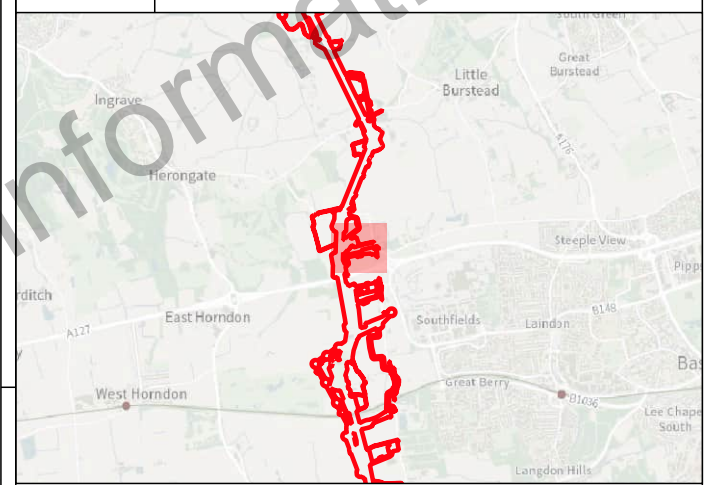 South Green
Great
Burstead
Little
Burstead
Ingrave
A176
Herongate
Informati
Steeple View
Pipps
rditch
A127
East Horndon
Southfields
Laindon
B148
Bas
West Horndon
Great Berry
B1036
Lee Chape
South
Langdon Hills